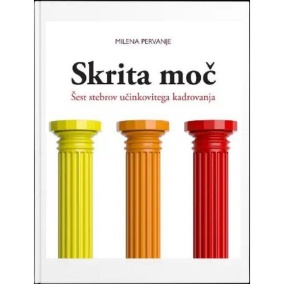 MILENA PERVANJE
Skrita moč
Šest stebrov učinkovitega kadrovanja